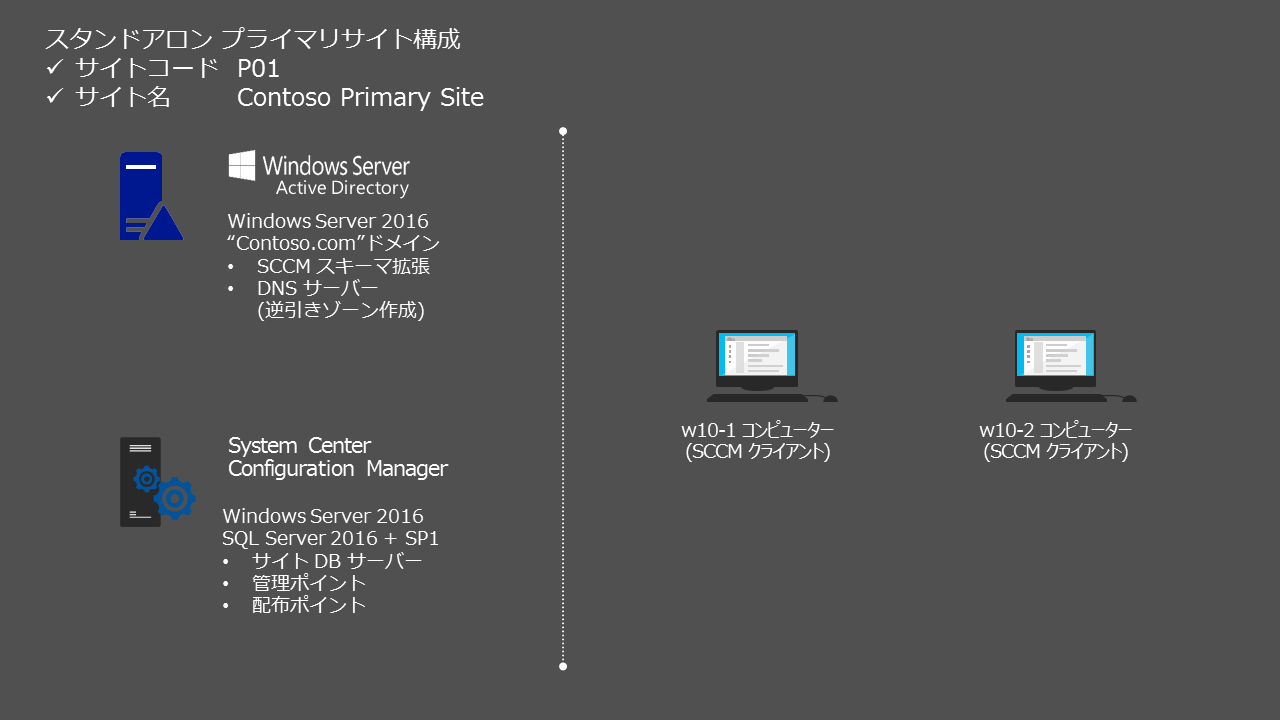 スタンドアロン プライマリサイト構成
✓ サイトコード P01
✓ サイト名 Contoso Primary Site
Windows Server
Active Directory
Windows Server 2016
“Contoso.com”ドメイン
• SCCM スキーマ拡張
• DNS サーバー
(逆引きゾーン作成)
System Center
Configuration Manager
Windows Server 2016
SQL Server 2016 + SP1
• サイト DB サーバー
• 管理ポイント
• 配布ポイント
w10-1 コンピューター
(SCCM クライアント)
w10-2 コンピューター
(SCCM クライアント)